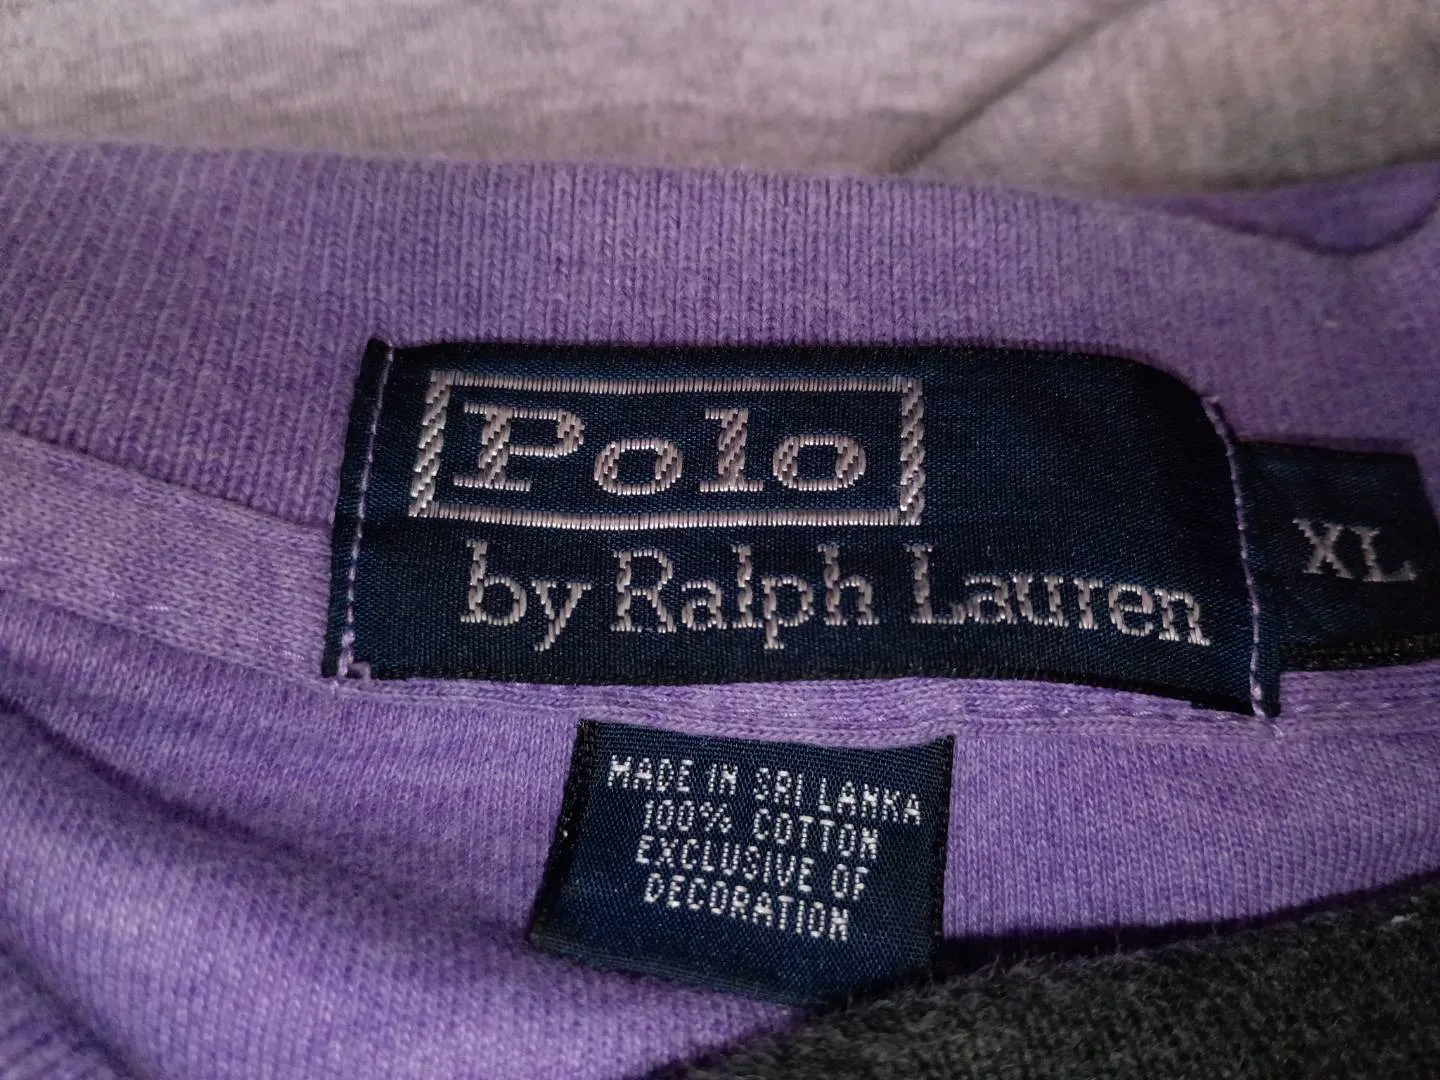 Polo
by Ralph Lauren
XL
MADE IN SRI LANKA
100% COTTON
EXCLUSIVE OF
DECORATION